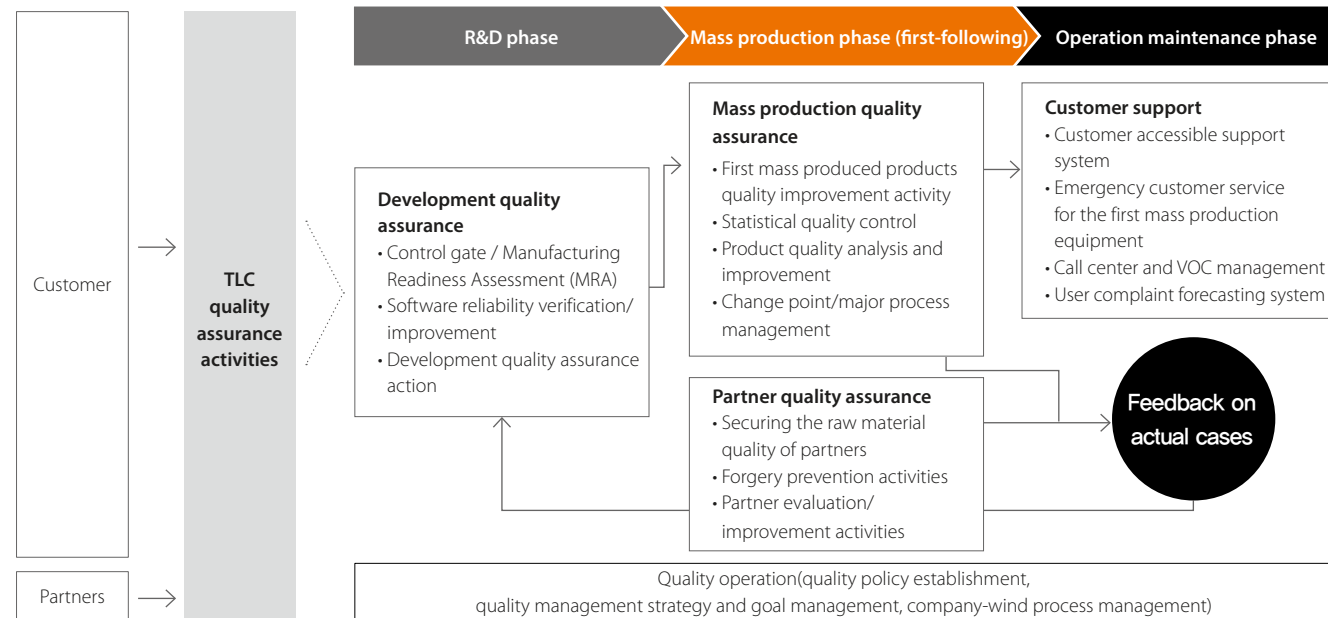 R&D phase
Mass production phase (first-following)
Operation maintenance phase
Customer
Partners
TLC
quality
assurance
activities
Development quality
assurance
• Control gate / Manufacturing
Readiness Assessment (MRA)
• Software reliability verification/
improvement
• Development quality assurance
action
Mass production quality
assurance
• First mass produced products
quality improvement activity
• Statistical quality control
• Product quality analysis and
improvement
• Change point/major process
management
Partner quality assurance
• Securing the raw material
quality of partners
• Forgery prevention activities
• Partner evaluation/
improvement activities
Customer support
• Customer accessible support
system
• Emergency customer service
for the first mass production
equipment
• Call center and VOC management
• User complaint forecasting system
Feedback on
actual cases
Quality operation(quality policy establishment,
quality management strategy and goal management, company-wind process management)